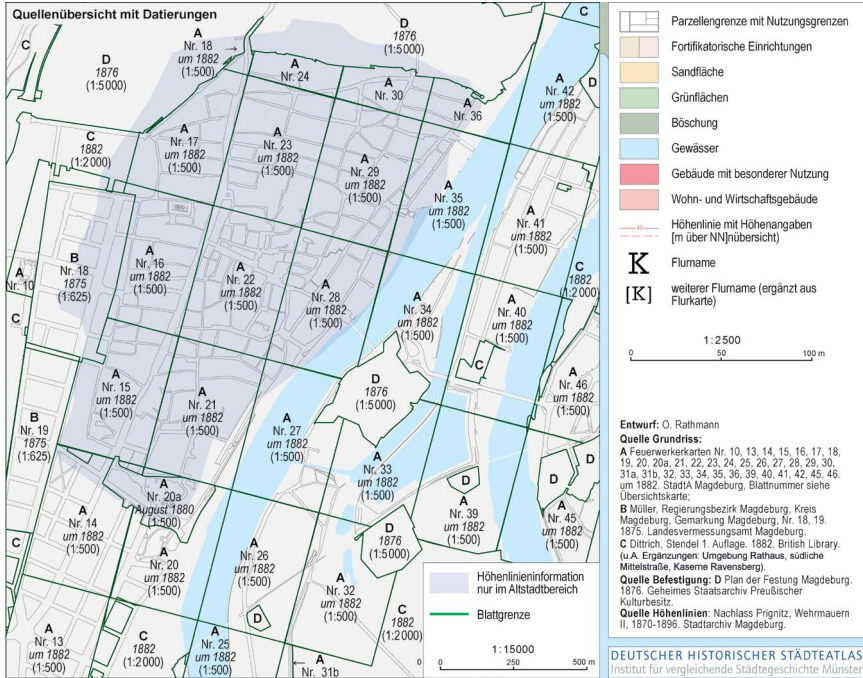 Quellenübersicht mit Datierungen
C
D
1876
(1:5000)
A
Nr. 18
um 1882
(1:500)
D
1876
(1:5000)
C
A
Nr. 24
A
Nr. 30
A
Nr. 36
A
Nr. 42
um 1882
(1:500)
D
C
1882
(1:2000)
A
Nr. 17
um 1882
(1:500)
A
Nr. 23
um 1882
(1:500)
A
Nr. 29
um 1882
(1:500)
A
Nr. 35
um 1882
(1:500)
A
Nr. 41
um 1882
(1:500)
A
Nr. 10
B
Nr. 18
1875
(1:625)
A
Nr. 16
um 1882
(1:500)
A
Nr. 22
um 1882
(1:500)
A
Nr. 28
um 1882
(1:500)
A
Nr. 34
um 1882
(1:500)
A
Nr. 40
um 1882
(1:500)
C
1882
(1:2000)
C
A
Nr. 15
um 1882
(1:500)
A
Nr. 21
um 1882
(1:500)
D
1876
(1:5000)
C
A
Nr. 46
um 1882
(1:500)
B
Nr. 19
1875
(1:625)
A
Nr. 27
um 1882
(1:500)
A
Nr. 33
um 1882
(1:500)
D
D
D
A
Nr. 20a
August 1880
(1:500)
A
Nr. 14
um 1882
(1:500)
A
Nr. 39
um 1882
(1:500)
A
Nr. 45
um 1882
(1:500)
C
A
Nr. 20
um 1882
(1:500)
A
Nr. 26
um 1882
(1:500)
D
1876
(1:5000)
A
Nr. 32
um 1882
(1:500)
D
C
1882
(1:2000)
A
Nr. 13
um 1882
(1:500)
C
1882
(1:2000)
A
Nr. 25
um 1882
(1:500)
A
Nr. 31b
Höhenlinieninformation
nur im Altstadtbereich
Blattgrenze
1:15000
0 250 500 m
Parzellengrenze mit Nutzungsgrenzen
Fortifikatorische Einrichtungen
Sandfläche
Grünflächen
Böschung
Gewässer
Gebäude mit besonderer Nutzung
Wohn- und Wirtschaftsgebäude
Höhenlinie mit Höhenangaben
[m über NN]nübersicht)
K Flurname
[K] weiterer Flurname (ergänzt aus
Flurkarte)
1:2500
0 50 100 m
Entwurf: O. Rathmann
Quelle Grundriss:
A Feuerwerkerkarten Nr. 10, 13, 14, 15, 16, 17, 18,
19, 20, 20a, 21, 22, 23, 24, 25, 26, 27, 28, 29, 30,
31a, 31b, 32, 33, 34, 35, 36, 39, 40, 41, 42, 45, 46.
um 1882. StadtA Magdeburg, Blattnummer siehe
Übersichtskarte;
B Müller, Regierungsbezirk Magdeburg, Kreis
Magdeburg, Gemarkung Magdeburg, Nr. 18, 19.
1875. Landesvermessungsamt Magdeburg.
C Dittrich, Stendel 1. Auflage. 1882. British Library.
(u.A. Ergänzungen: Umgebung Rathaus, südliche
Mittelstraße, Kaserne Ravensberg).
Quelle Befestigung: D Plan der Festung Magdeburg.
1876. Geheimes Staatsarchiv Preußischer
Kulturbesitz.
Quelle Höhenlinien: Nachlass Prignitz, Wehrmauern
II, 1870-1896. Stadtarchiv Magdeburg.
DEUTSCHER HISTORISCHER STÄDTEATLAS
Institut für vergleichende Städtegeschichte Münster